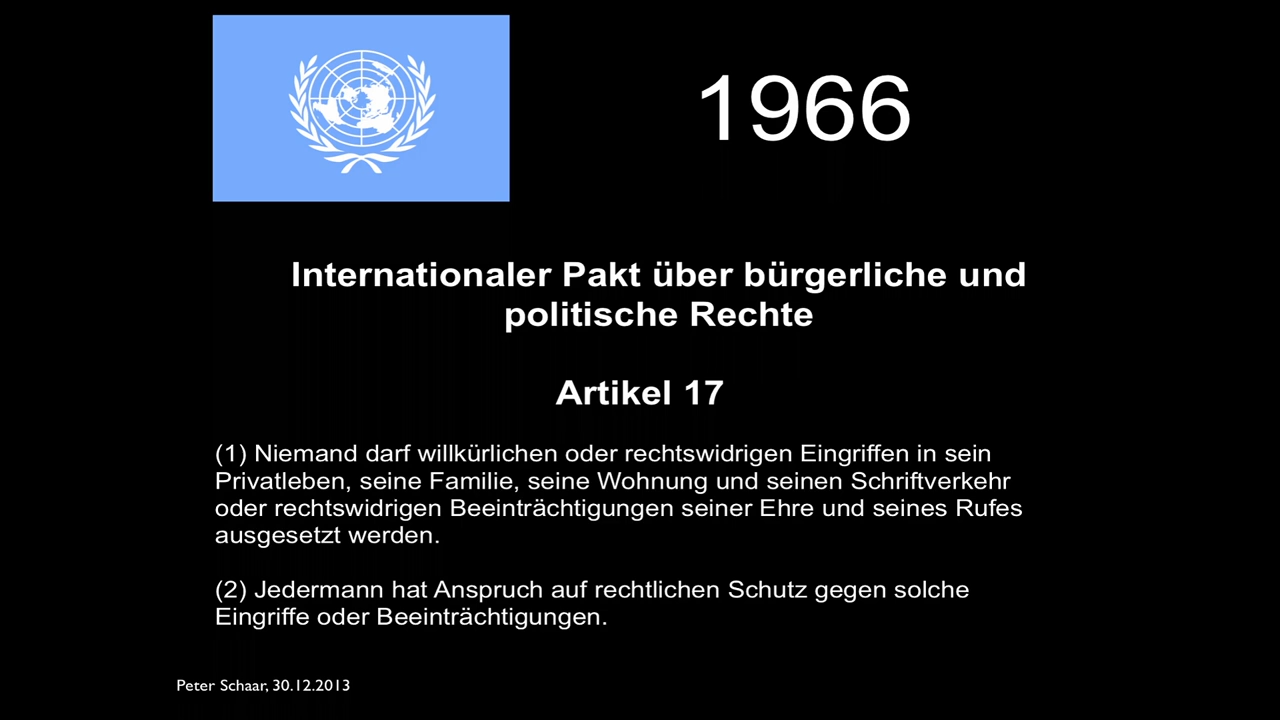 1966
Internationaler Pakt über bürgerliche und
politische Rechte
Artikel 17
(1) Niemand darf willkürlichen oder rechtswidrigen Eingriffen in sein
Privatleben, seine Familie, seine Wohnung und seinen Schriftverkehr
oder rechtswidrigen Beeinträchtigungen seiner Ehre und seines Rufes
ausgesetzt werden.
(2) Jedermann hat Anspruch auf rechtlichen Schutz gegen solche
Eingriffe oder Beeinträchtigungen.
Peter Schaar, 30.12.2013